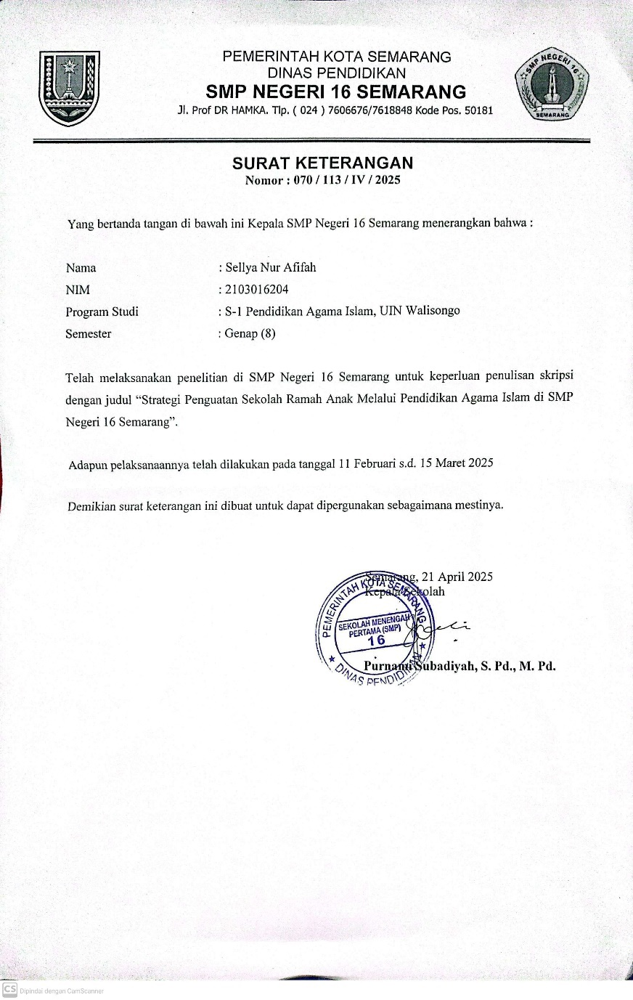 PEMERINTAH KOTA SEMARANG
DINAS PENDIDIKAN
SMP NEGERI 16 SEMARANG
Jl. Prof DR HAMKA. Tlp. ( 024 ) 7606676/7618848 Kode Pos. 50181
SMP NEGERI 16
SEMARANG
SURAT KETERANGAN
Nomor : 070 / 113 / IV / 2025
Yang bertanda tangan di bawah ini Kepala SMP Negeri 16 Semarang menerangkan bahwa :
Nama : Sellya Nur Afifah
NIM : 2103016204
Program Studi : S-1 Pendidikan Agama Islam, UIN Walisongo
Semester : Genap (8)
Telah melaksanakan penelitian di SMP Negeri 16 Semarang untuk keperluan penulisan skripsi
dengan judul “Strategi Penguatan Sekolah Ramah Anak Melalui Pendidikan Agama Islam di SMP
Negeri 16 Semarang”.
Adapun pelaksanaannya telah dilakukan pada tanggal 11 Februari s.d. 15 Maret 2025
Demikian surat keterangan ini dibuat untuk dapat dipergunakan sebagaimana mestinya.
Semarang, 21 April 2025
Kepala Sekolah
PEMERINTAH KOTA SEMARANG
SEKOLAH MENENGAH
PERTAMA (SMP)
16
DINAS PENDIDIKAN
Purnami Subadiyah, S. Pd., M. Pd.
CS Dipindai dengan CamScanner